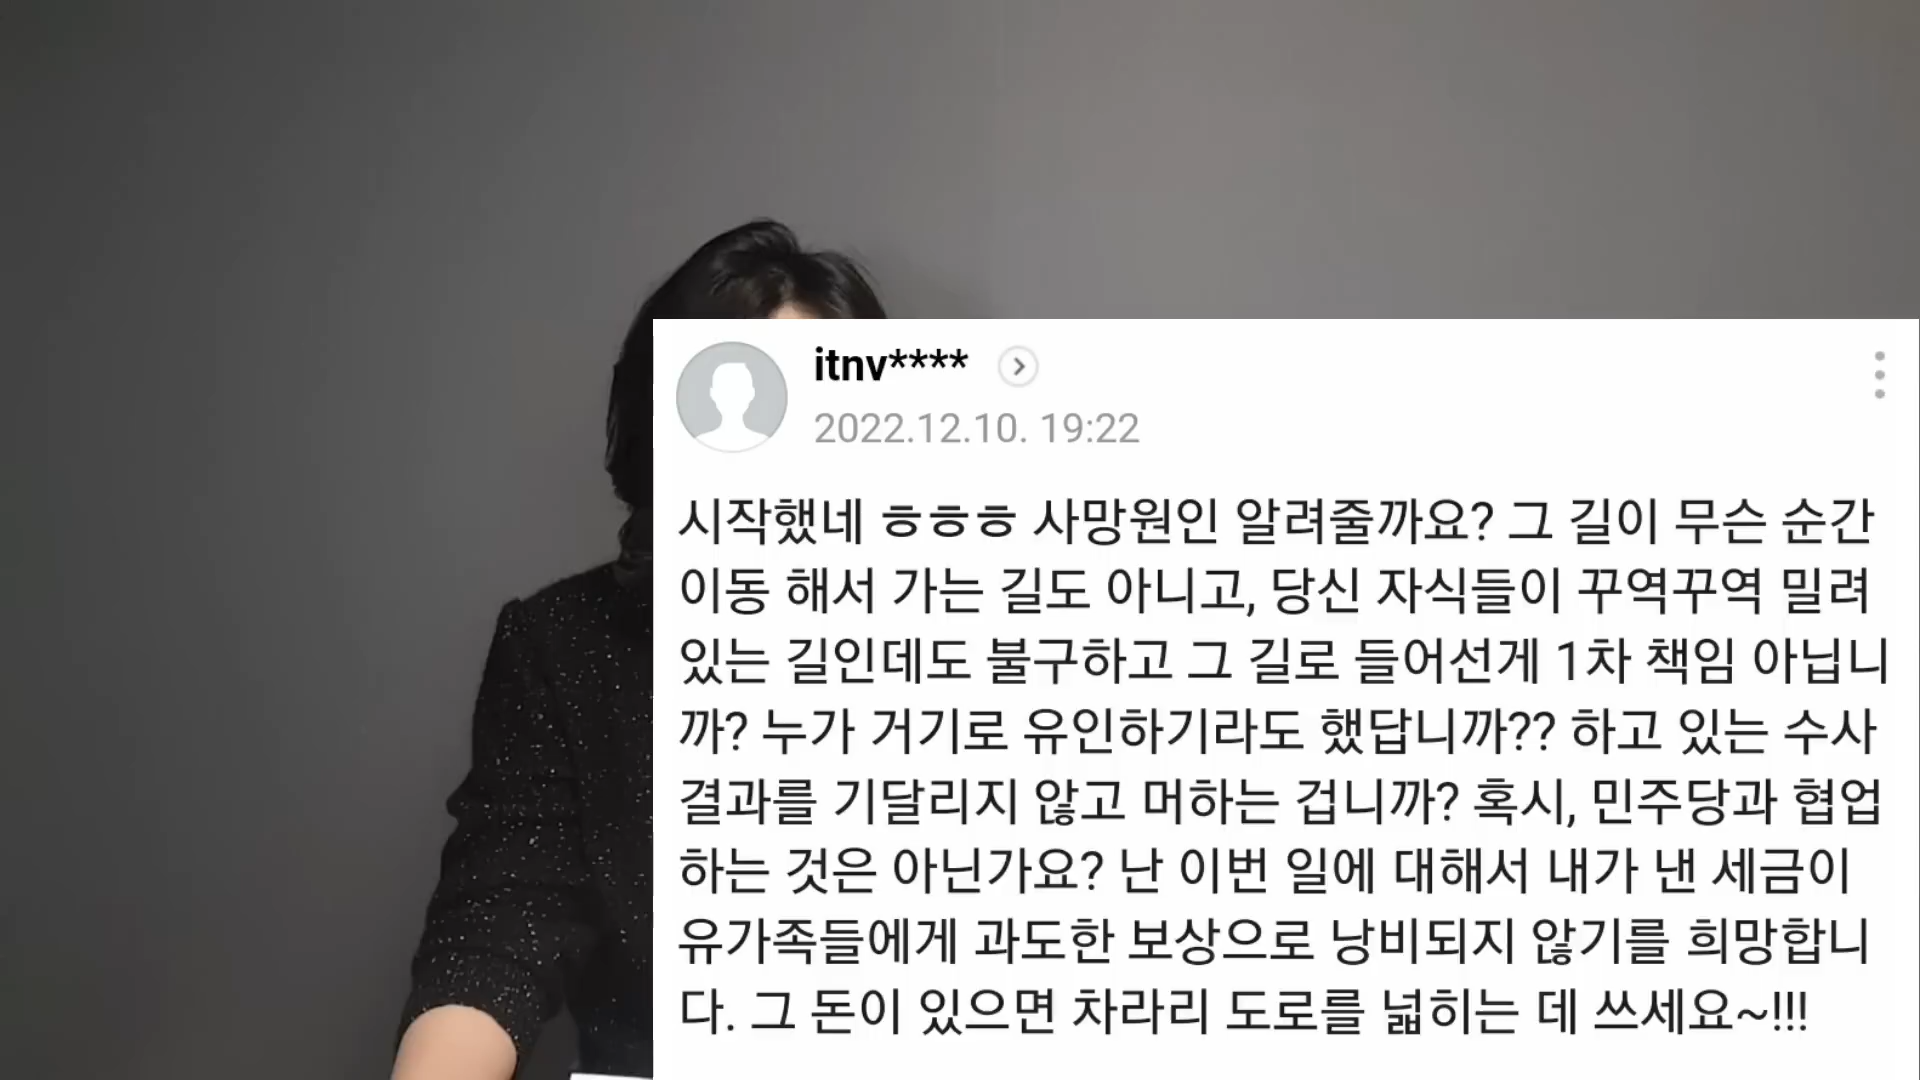 itnv****
2022.12.10. 19:22
시작했네 ㅎㅎㅎ 사망원인 알려줄까요? 그 길이 무슨 순간
이동 해서 가는 길도 아니고, 당신 자식들이 꾸역꾸역 밀려
있는 길인데도 불구하고 그 길로 들어선게 1차 책임 아닙니
까? 누가 거기로 유인하기라도 했답니까?? 하고 있는 수사
결과를 기달리지 않고 머하는 겁니까? 혹시, 민주당과 협업
하는 것은 아닌가요? 난 이번 일에 대해서 내가 낸 세금이
유가족들에게 과도한 보상으로 낭비되지 않기를 희망합니
다. 그 돈이 있으면 차라리 도로를 넓히는 데 쓰세요~!!!